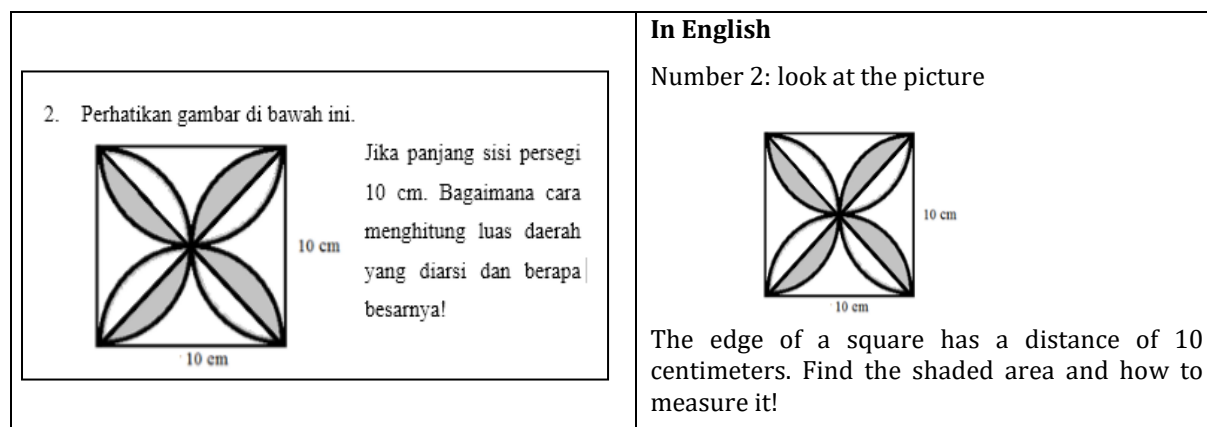 2. Perhatikan gambar di bawah ini.
Jika panjang sisi persegi
10 cm. Bagaimana cara
menghitung luas daerah
yang diarsi dan berapa
besarnya!
10 cm
10 cm
In English
Number 2: look at the picture
10 cm
10 cm
The edge of a square has a distance of 10
centimeters. Find the shaded area and how to
measure it!